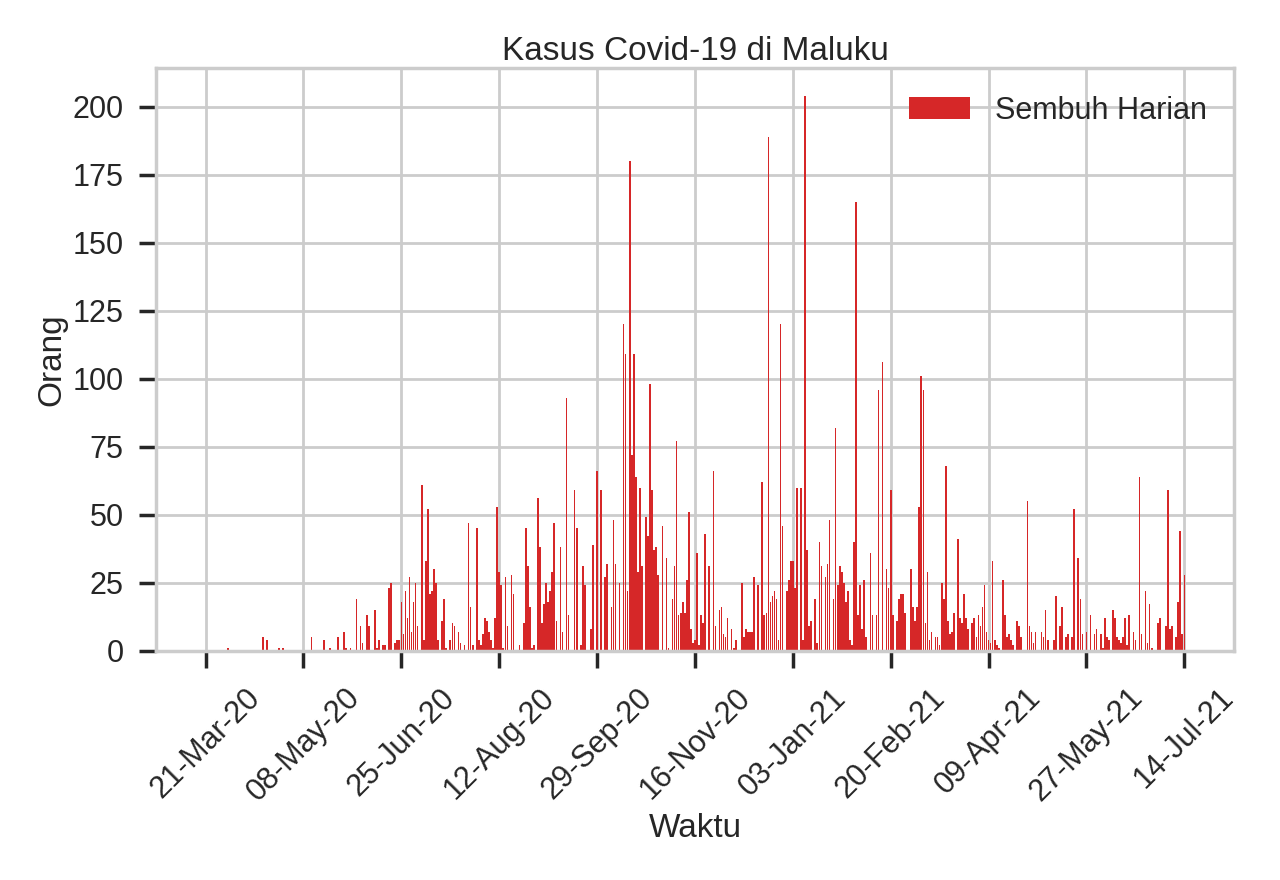 Kasus Covid-19 di Maluku
Sembuh Harian
Orang
200
175
150
125
100
75
50
25
0
21-Mar-20
08-May-20
25-Jun-20
12-Aug-20
29-Sep-20
16-Nov-20
03-Jan-21
20-Feb-21
09-Apr-21
27-May-21
14-Jul-21
Waktu